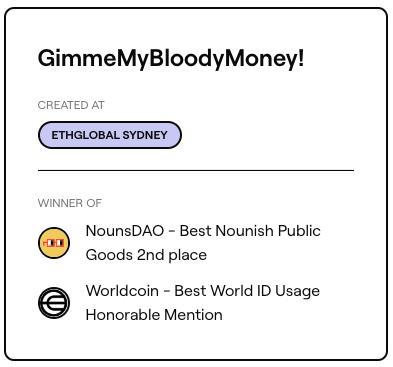 GimmeMyBloodyMoney!
CREATED AT
ETHGLOBAL SYDNEY
WINNER OF
NounsDAO - Best Nounish Public
Goods 2nd place
Worldcoin - Best World ID Usage
Honorable Mention